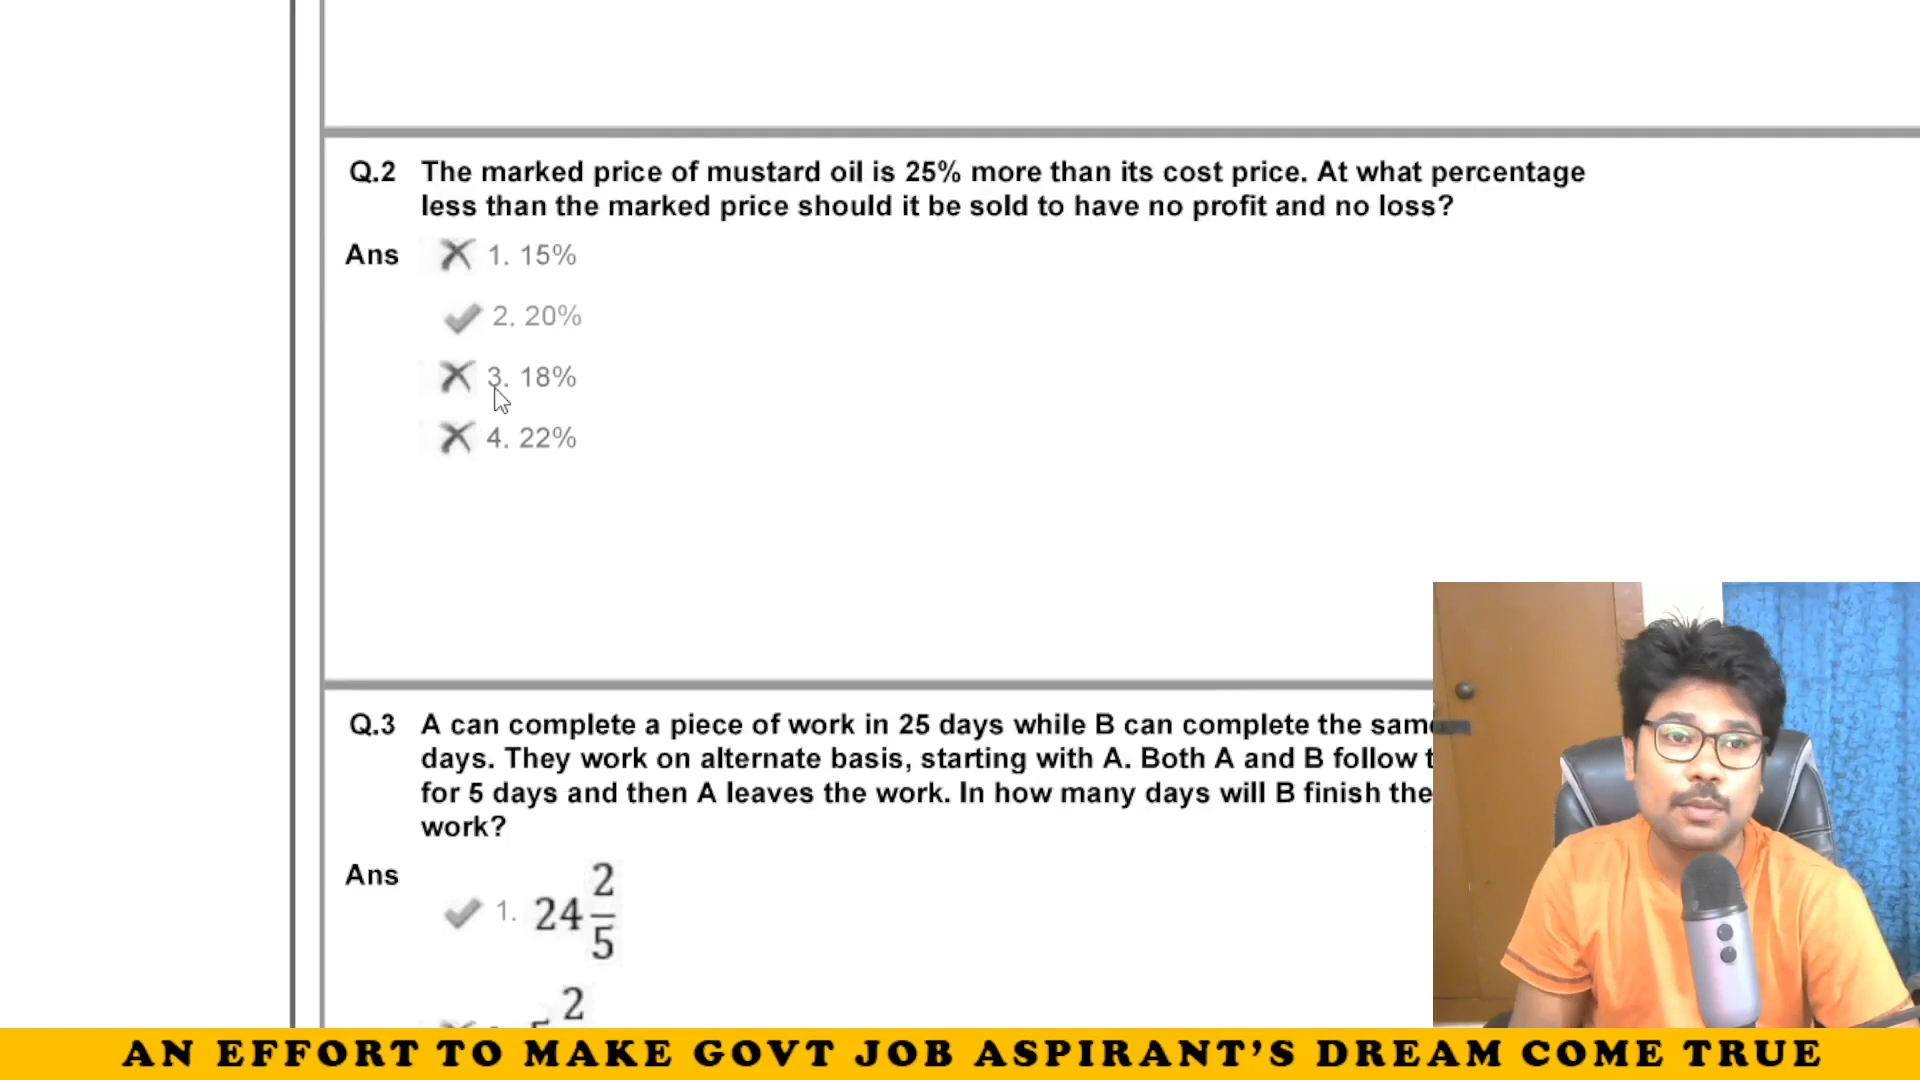 Q.2 The marked price of mustard oil is 25% more than its cost price. At what percentage
less than the marked price should it be sold to have no profit and no loss?
Ans 1. 15%
2. 20%
3. 18%
4. 22%
Q.3 A can complete a piece of work in 25 days while B can complete the same
days. They work on alternate basis, starting with A. Both A and B follow
for 5 days and then A leaves the work. In how many days will B finish the
work?
Ans
1. 24 2/5
2
AN EFFORT TO MAKE GOVT JOB ASPIRANT'S DREAM COME TRUE